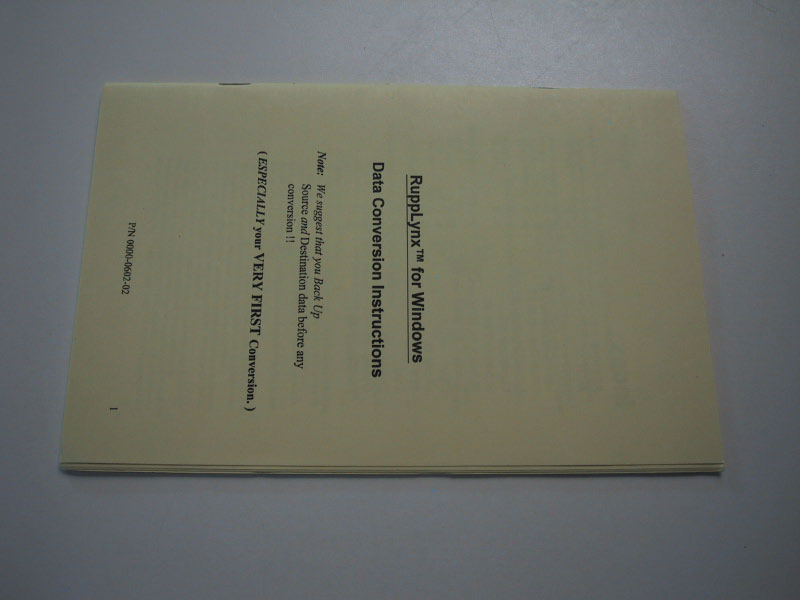 RuppLynx™ for Windows
Data Conversion Instructions
Note: We suggest that you Back Up
Source and Destination data before any
conversion !!
( ESPECIALLY your VERY FIRST Conversion. )
P/N 0000-0602-02
1